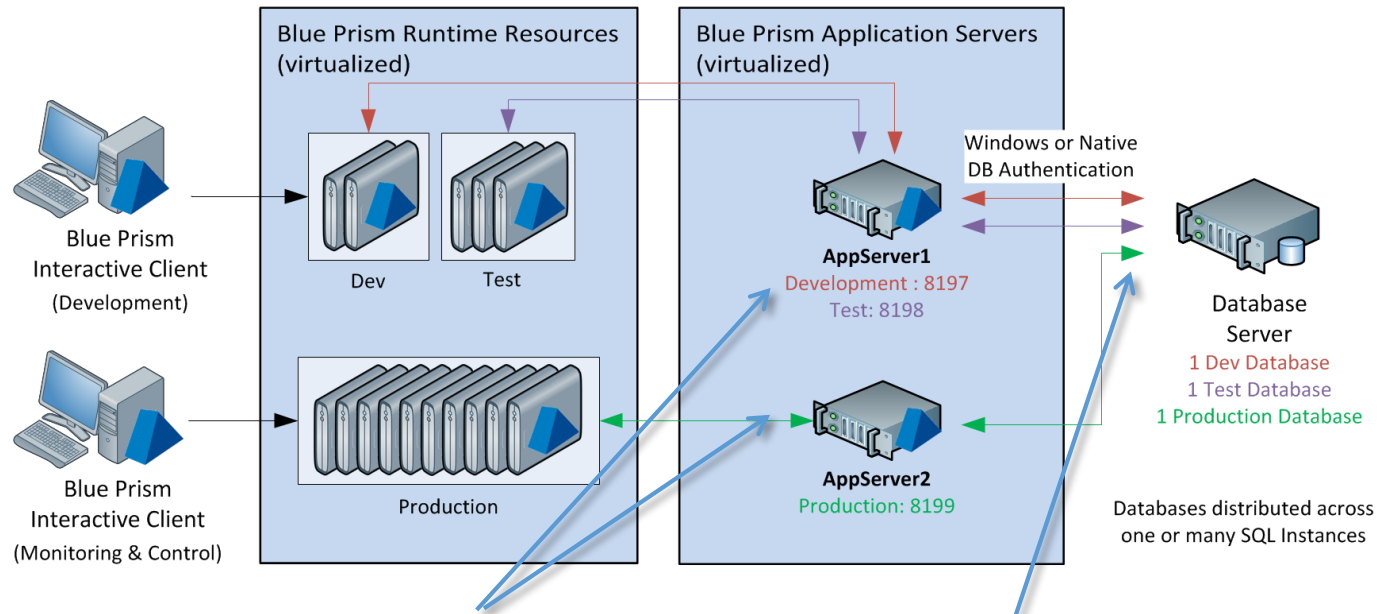 Blue Prism Runtime Resources
(virtualized)
Blue Prism Application Servers
(virtualized)
Blue Prism
Interactive Client
(Development)
Dev
Test
Windows or Native
DB Authentication
AppServer1
Development : 8197
Test: 8198
Database
Server
1 Dev Database
1 Test Database
1 Production Database
Blue Prism
Interactive Client
(Monitoring & Control)
Production
AppServer2
Production: 8199
Databases distributed across
one or many SQL Instances